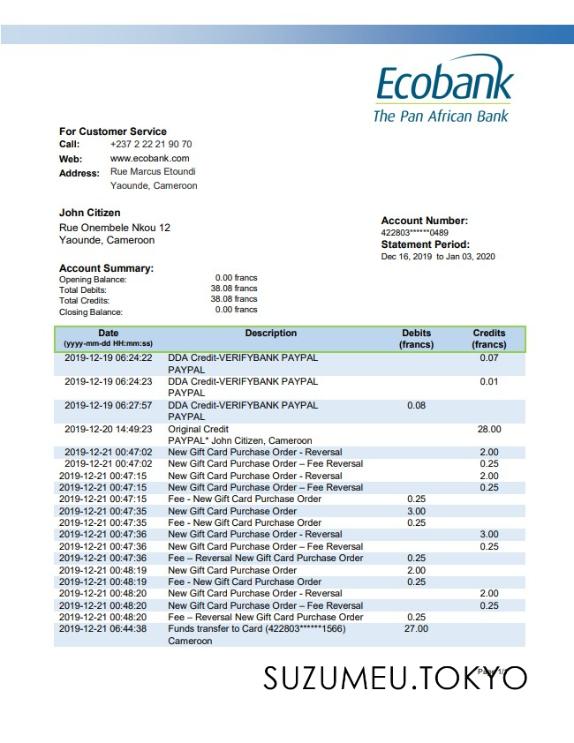 Ecobank
The Pan African Bank
For Customer Service
Call: +237 2 22 21 90 70
Web: www.ecobank.com
Address: Rue Marcus Etoundi
Yaounde, Cameroon
John Citizen
Rue Onembele Nkou 12
Yaounde, Cameroon
Account Number:
422803******0489
Statement Period:
Dec 16, 2019 to Jan 03, 2020
Account Summary:
Opening Balance: 0.00 francs
Total Debits: 38.08 francs
Total Credits: 38.08 francs
Closing Balance: 0.00 francs
Date Description Debits Credits
(yyyy-mm-dd HH:mm:ss) (francs) (francs)
2019-12-19 06:24:22 DDA Credit-VERIFYBANK PAYPAL 0.07
PAYPAL
2019-12-19 06:24:23 DDA Credit-VERIFYBANK PAYPAL 0.01
PAYPAL
2019-12-19 06:27:57 DDA Credit-VERIFYBANK PAYPAL 0.08
PAYPAL
2019-12-20 14:49:23 Original Credit 28.00
PAYPAL* John Citizen, Cameroon
2019-12-21 00:47:02 New Gift Card Purchase Order - Reversal 2.00
2019-12-21 00:47:02 New Gift Card Purchase Order – Fee Reversal 0.25
2019-12-21 00:47:15 New Gift Card Purchase Order - Reversal 2.00
2019-12-21 00:47:15 New Gift Card Purchase Order – Fee Reversal 0.25
2019-12-21 00:47:15 Fee - New Gift Card Purchase Order 0.25
2019-12-21 00:47:35 New Gift Card Purchase Order 3.00
2019-12-21 00:47:35 Fee - New Gift Card Purchase Order 0.25
2019-12-21 00:47:36 New Gift Card Purchase Order - Reversal 3.00
2019-12-21 00:47:36 New Gift Card Purchase Order – Fee Reversal 0.25
2019-12-21 00:47:36 Fee – Reversal New Gift Card Purchase Order 0.25
2019-12-21 00:48:19 New Gift Card Purchase Order 2.00
2019-12-21 00:48:19 Fee - New Gift Card Purchase Order 0.25
2019-12-21 00:48:20 New Gift Card Purchase Order - Reversal 2.00
2019-12-21 00:48:20 New Gift Card Purchase Order – Fee Reversal 0.25
2019-12-21 00:48:20 Fee – Reversal New Gift Card Purchase Order 0.25
2019-12-21 06:44:38 Funds transfer to Card (422803******1566) 27.00
Cameroon
SUZUMEU.TOKYO